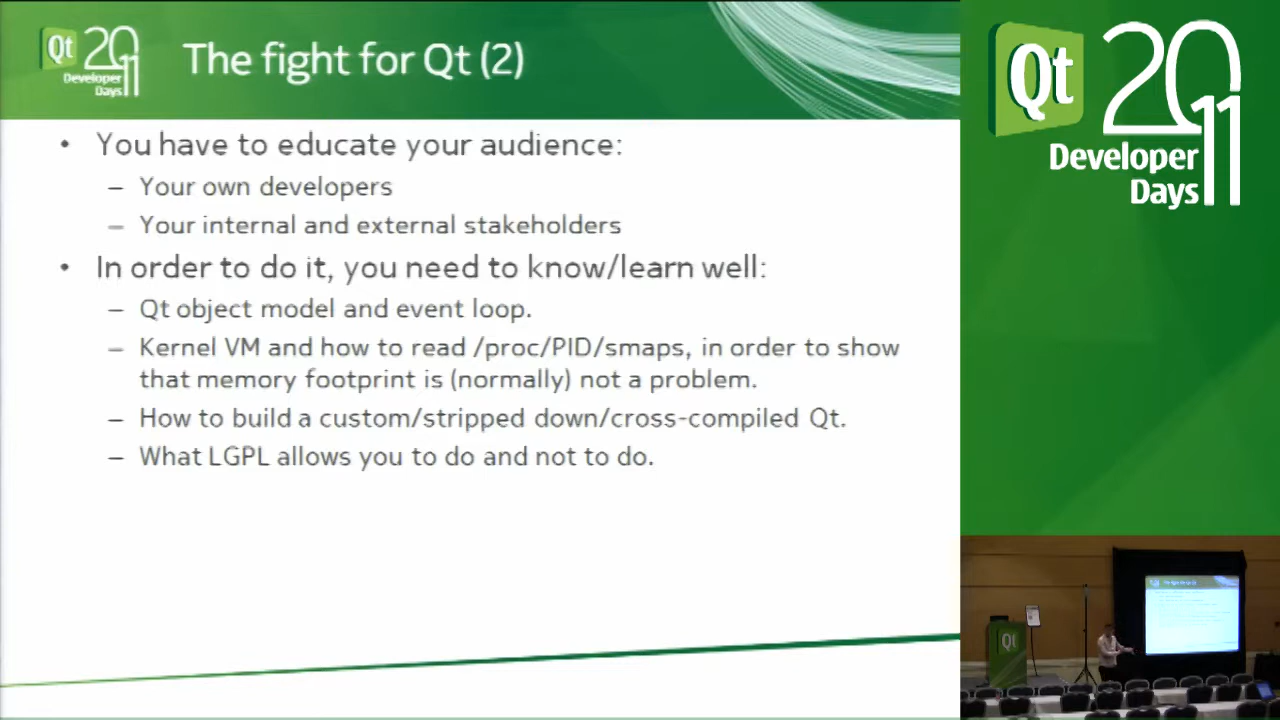 Qt 2011
Developer
Days
The fight for Qt (2)
• You have to educate your audience:
– Your own developers
– Your internal and external stakeholders
• In order to do it, you need to know/learn well:
– Qt object model and event loop.
– Kernel VM and how to read /proc/PID/smaps, in order to show
that memory footprint is (normally) not a problem.
– How to build a custom/stripped down/cross-compiled Qt.
– What LGPL allows you to do and not to do.
Qt 2011
Developer
Days
Qt